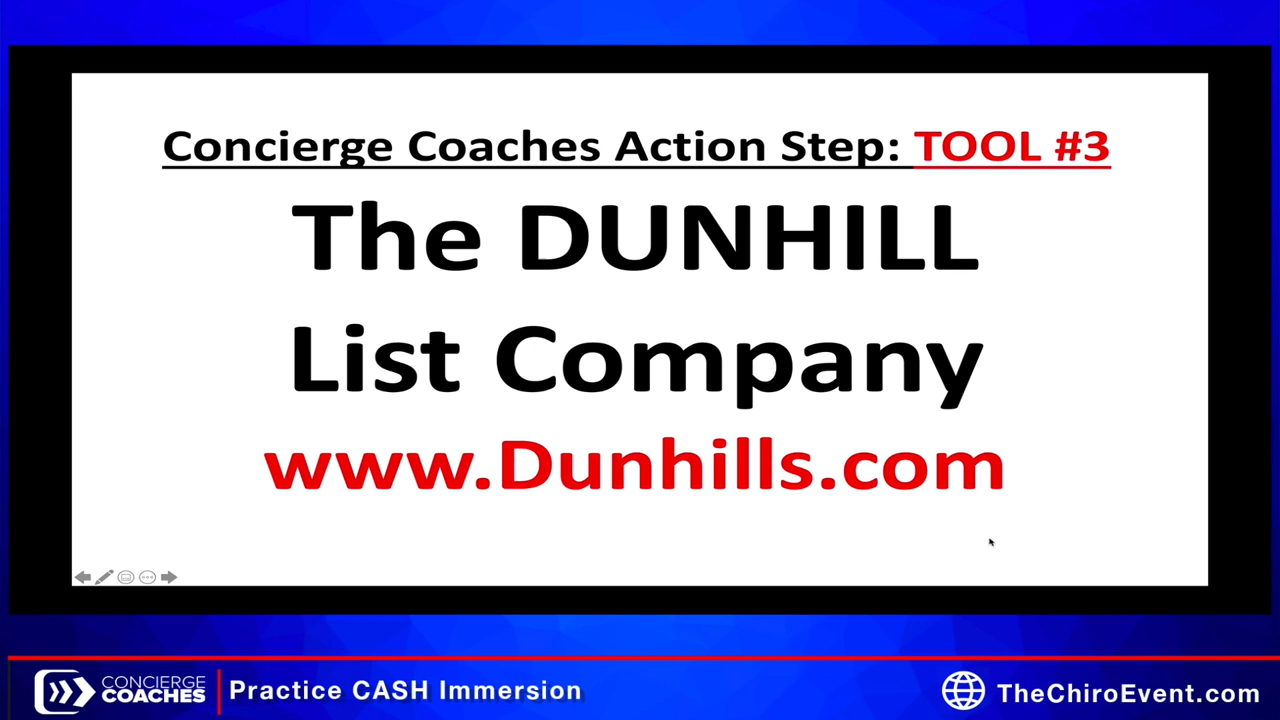 Concierge Coaches Action Step: TOOL #3
The DUNHILL
List Company
www.Dunhills.com
CONCIERGE
COACHES
Practice CASH Immersion
TheChiroEvent.com